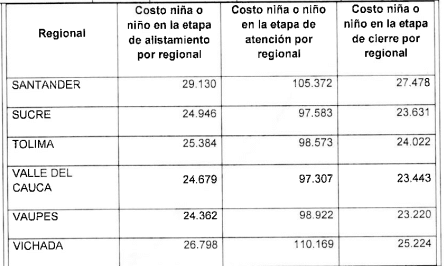 Regional
Costo niña o
niño en la etapa
de alistamiento
por regional
Costo niña o niño
en la etapa de
atención por
regional
Costo niña o
niño en la etapa
de cierre por
regional
SANTANDER 29.130 105.372 27.478
SUCRE 24.946 97.583 23.631
TOLIMA 25.384 98.573 24.022
VALLE DEL
CAUCA 24.679 97.307 23.443
VAUPES 24.362 98.922 23.220
VICHADA 26.798 110.169 25.224